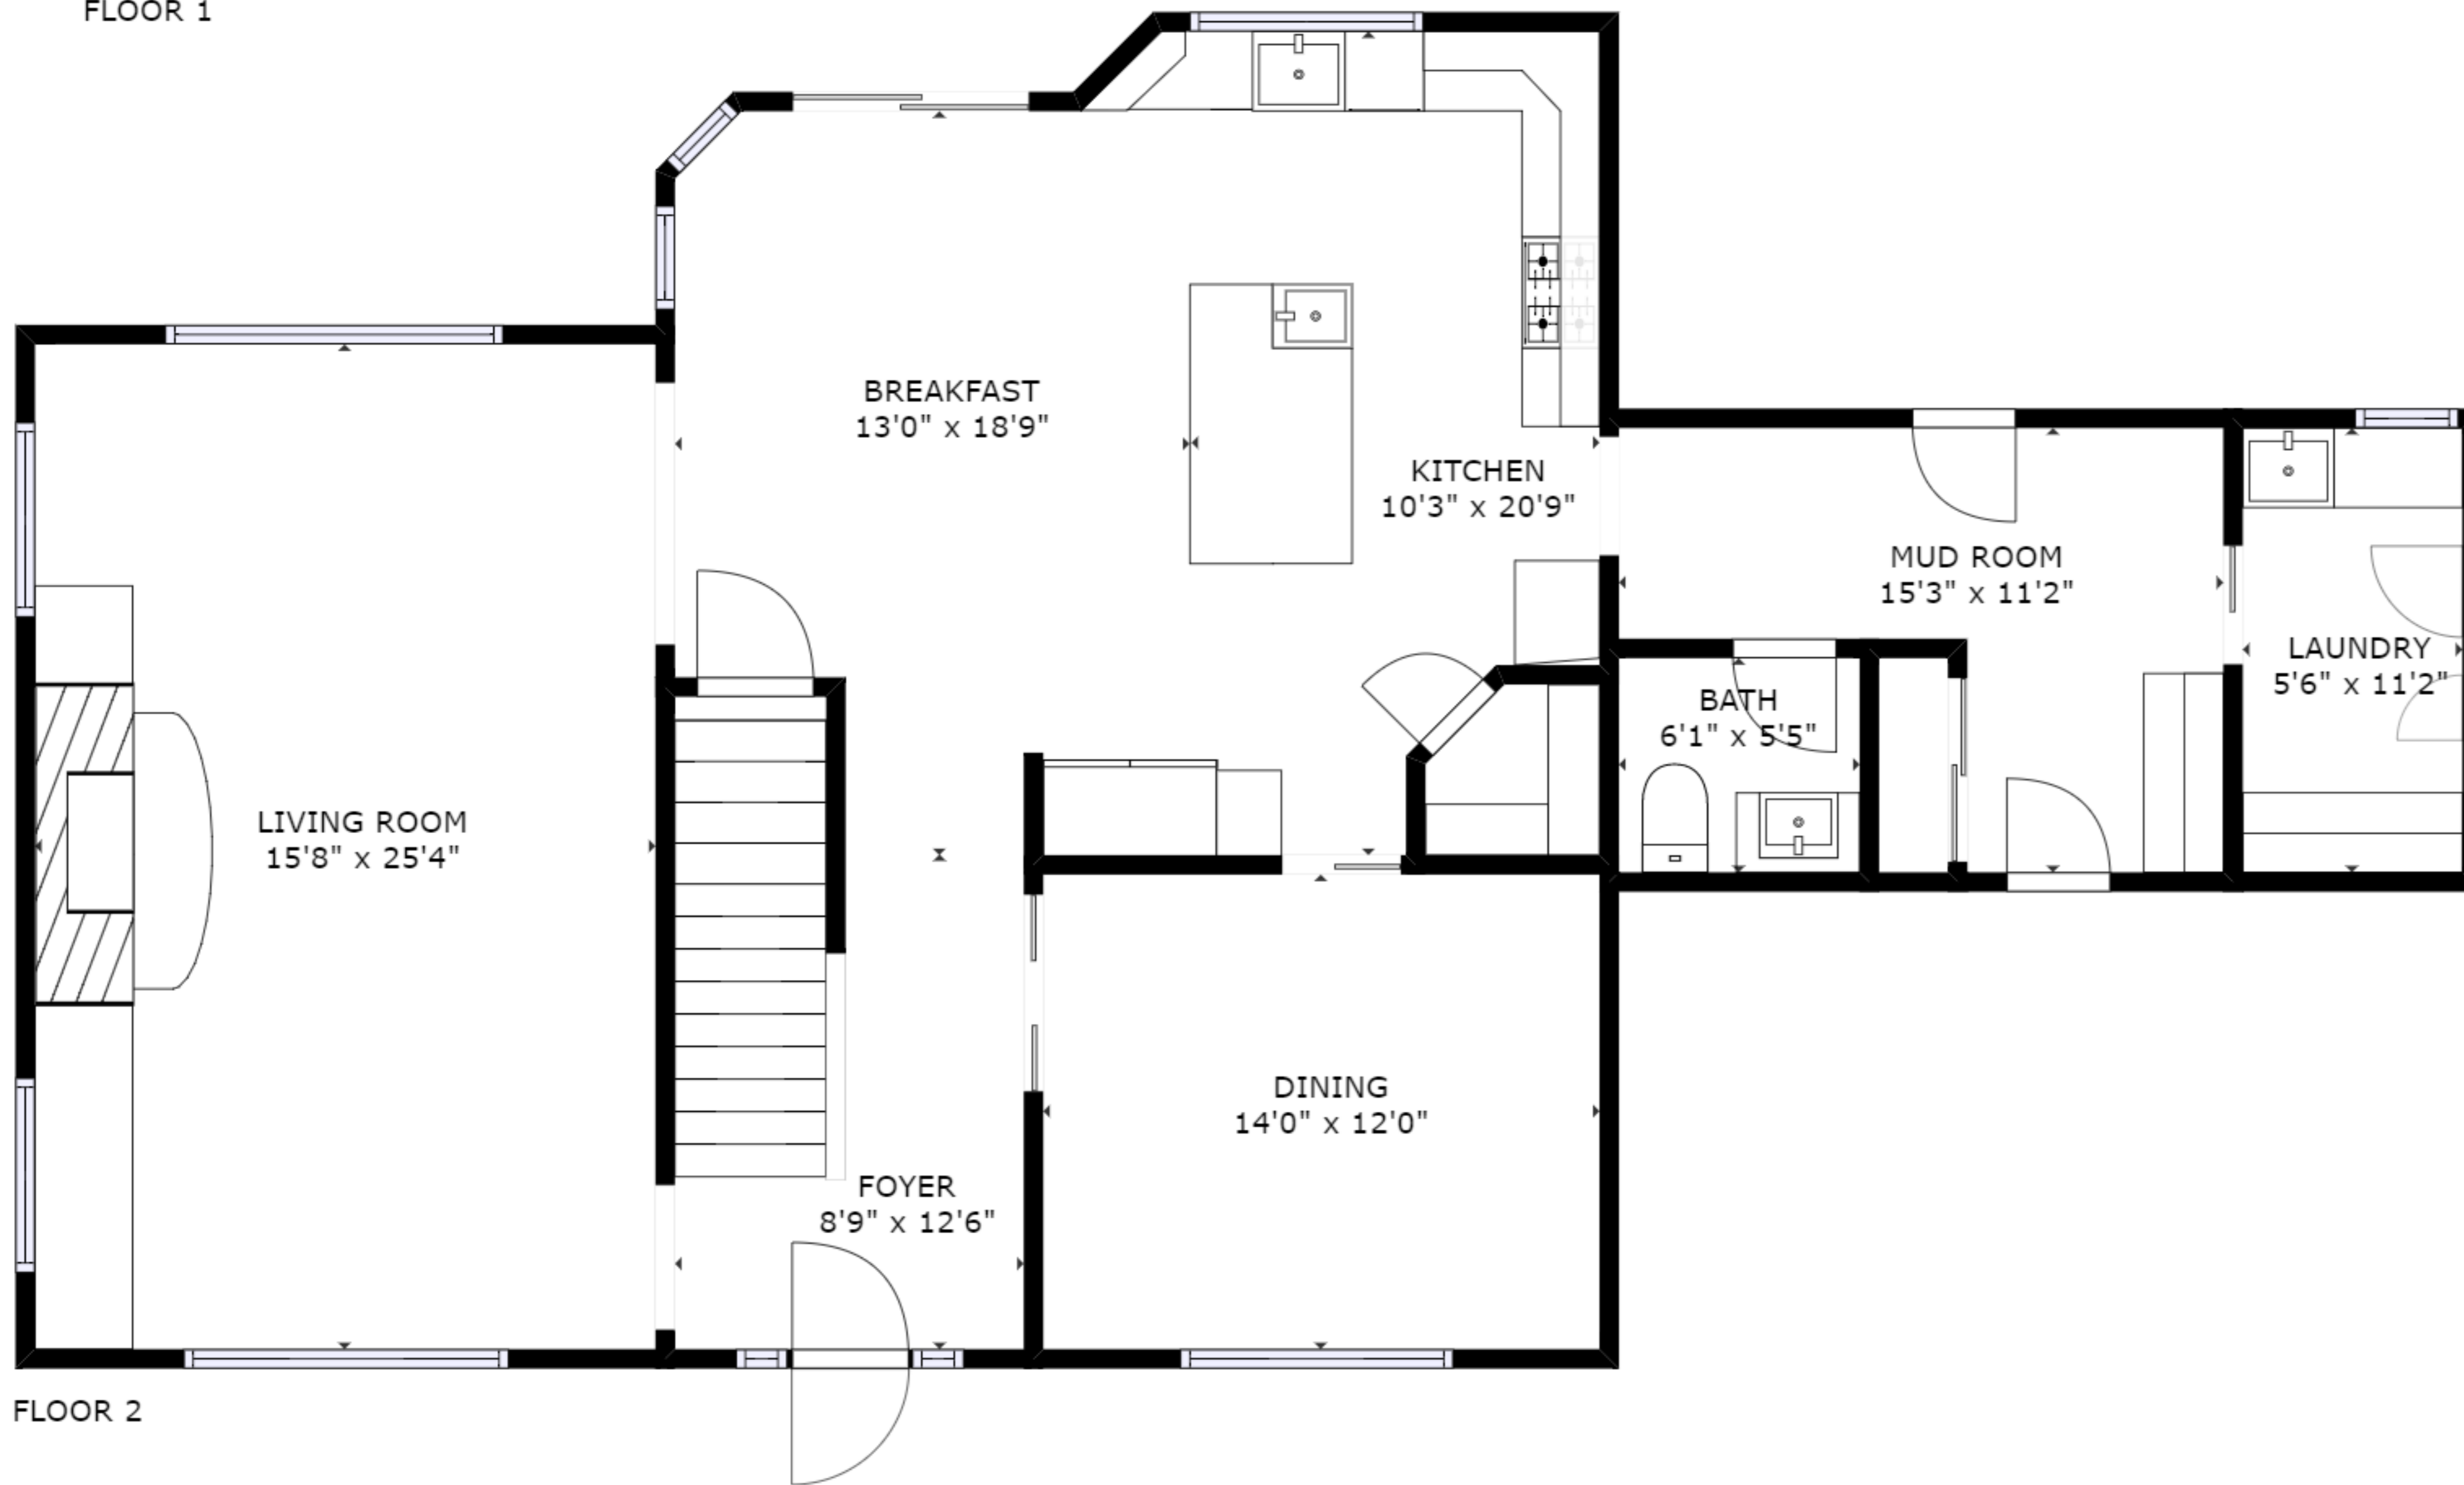 FLOOR 1
BREAKFAST
13'0" x 18'9"
KITCHEN
10'3" x 20'9"
MUD ROOM
15'3" x 11'2"
LAUNDRY
5'6" x 11'2"
BATH
6'1" x 5'5"
LIVING ROOM
15'8" x 25'4"
DINING
14'0" x 12'0"
FOYER
8'9" x 12'6"
FLOOR 2